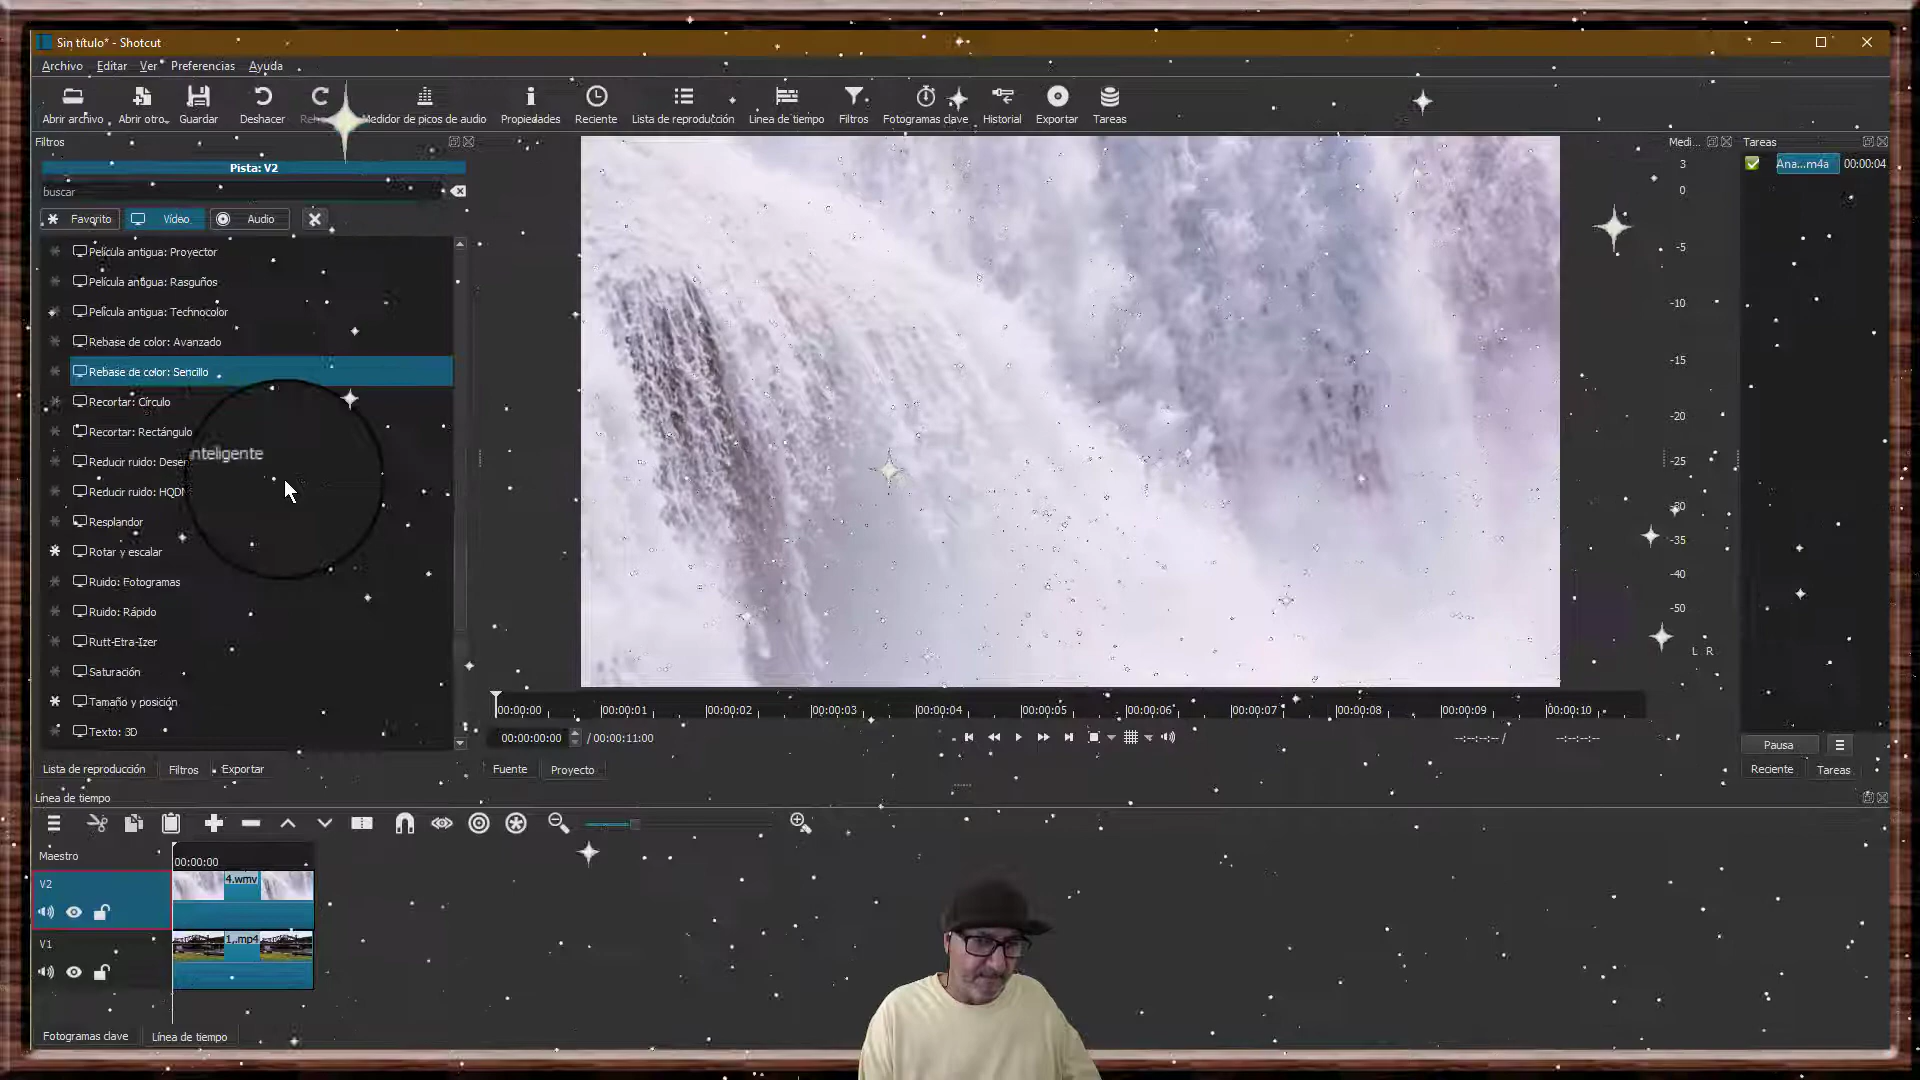 Sin título* - Shotcut
Archivo Editar Ver Preferencias Ayuda
Abrir archivo Abrir otro... Guardar Deshacer Medidor de picos de audio Propiedades Reciente Lista de reproducción Línea de tiempo Filtros Fotogramas clave Historial Exportar Tareas
Filtros
Pista: V2
buscar
Favorito Vídeo Audio
Película antigua: Proyector
Película antigua: Rasguños
Película antigua: Technocolor
Rebase de color: Avanzado
Rebase de color: Sencillo
Recortar: Círculo
Recortar: Rectángulo
nteligente
Reducir ruido:
Reducir ruido:
Resplandor
Rotar y escalar
Ruido: Fotogramas
Ruido: Rápido
Rutt-Etra-Izer
Saturación
Tamaño y posición
Texto: 3D
Lista de reproducción Filtros Exportar
Medi...
3
0
-5
-10
-15
-20
-25
-30
-35
-40
-50
L R
Tareas
Ana...m4a 00:00:04
Pausa
Reciente Tareas
00:00:00 00:00:01 00:00:02 00:00:03 00:00:04 00:00:05 00:00:06 00:00:07 00:00:08 00:00:09 00:00:10
00:00:00:00 / 00:00:11:00 --:--:--:-- / --:--:--:--
Fuente Proyecto
Línea de tiempo
Maestro
00:00:00
V2
4.wmv
V1
1..mp4
Fotogramas clave Línea de tiempo